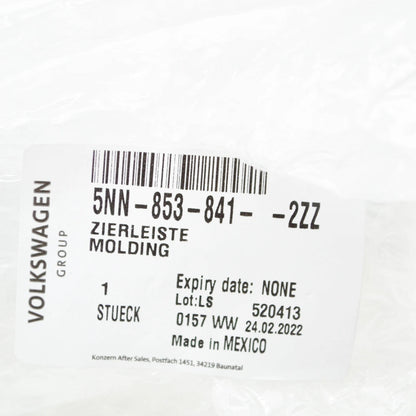 VOLKSWAGEN
GROUP
5NN-853-841- -2ZZ
ZIERLEISTE
MOLDING
1
STUECK
Expiry date: NONE
Lot:LS 520413
0157 WW 24.02.2022
Made in MEXICO
Konzern After Sales, Postfach 1451, 34219 Baunatal